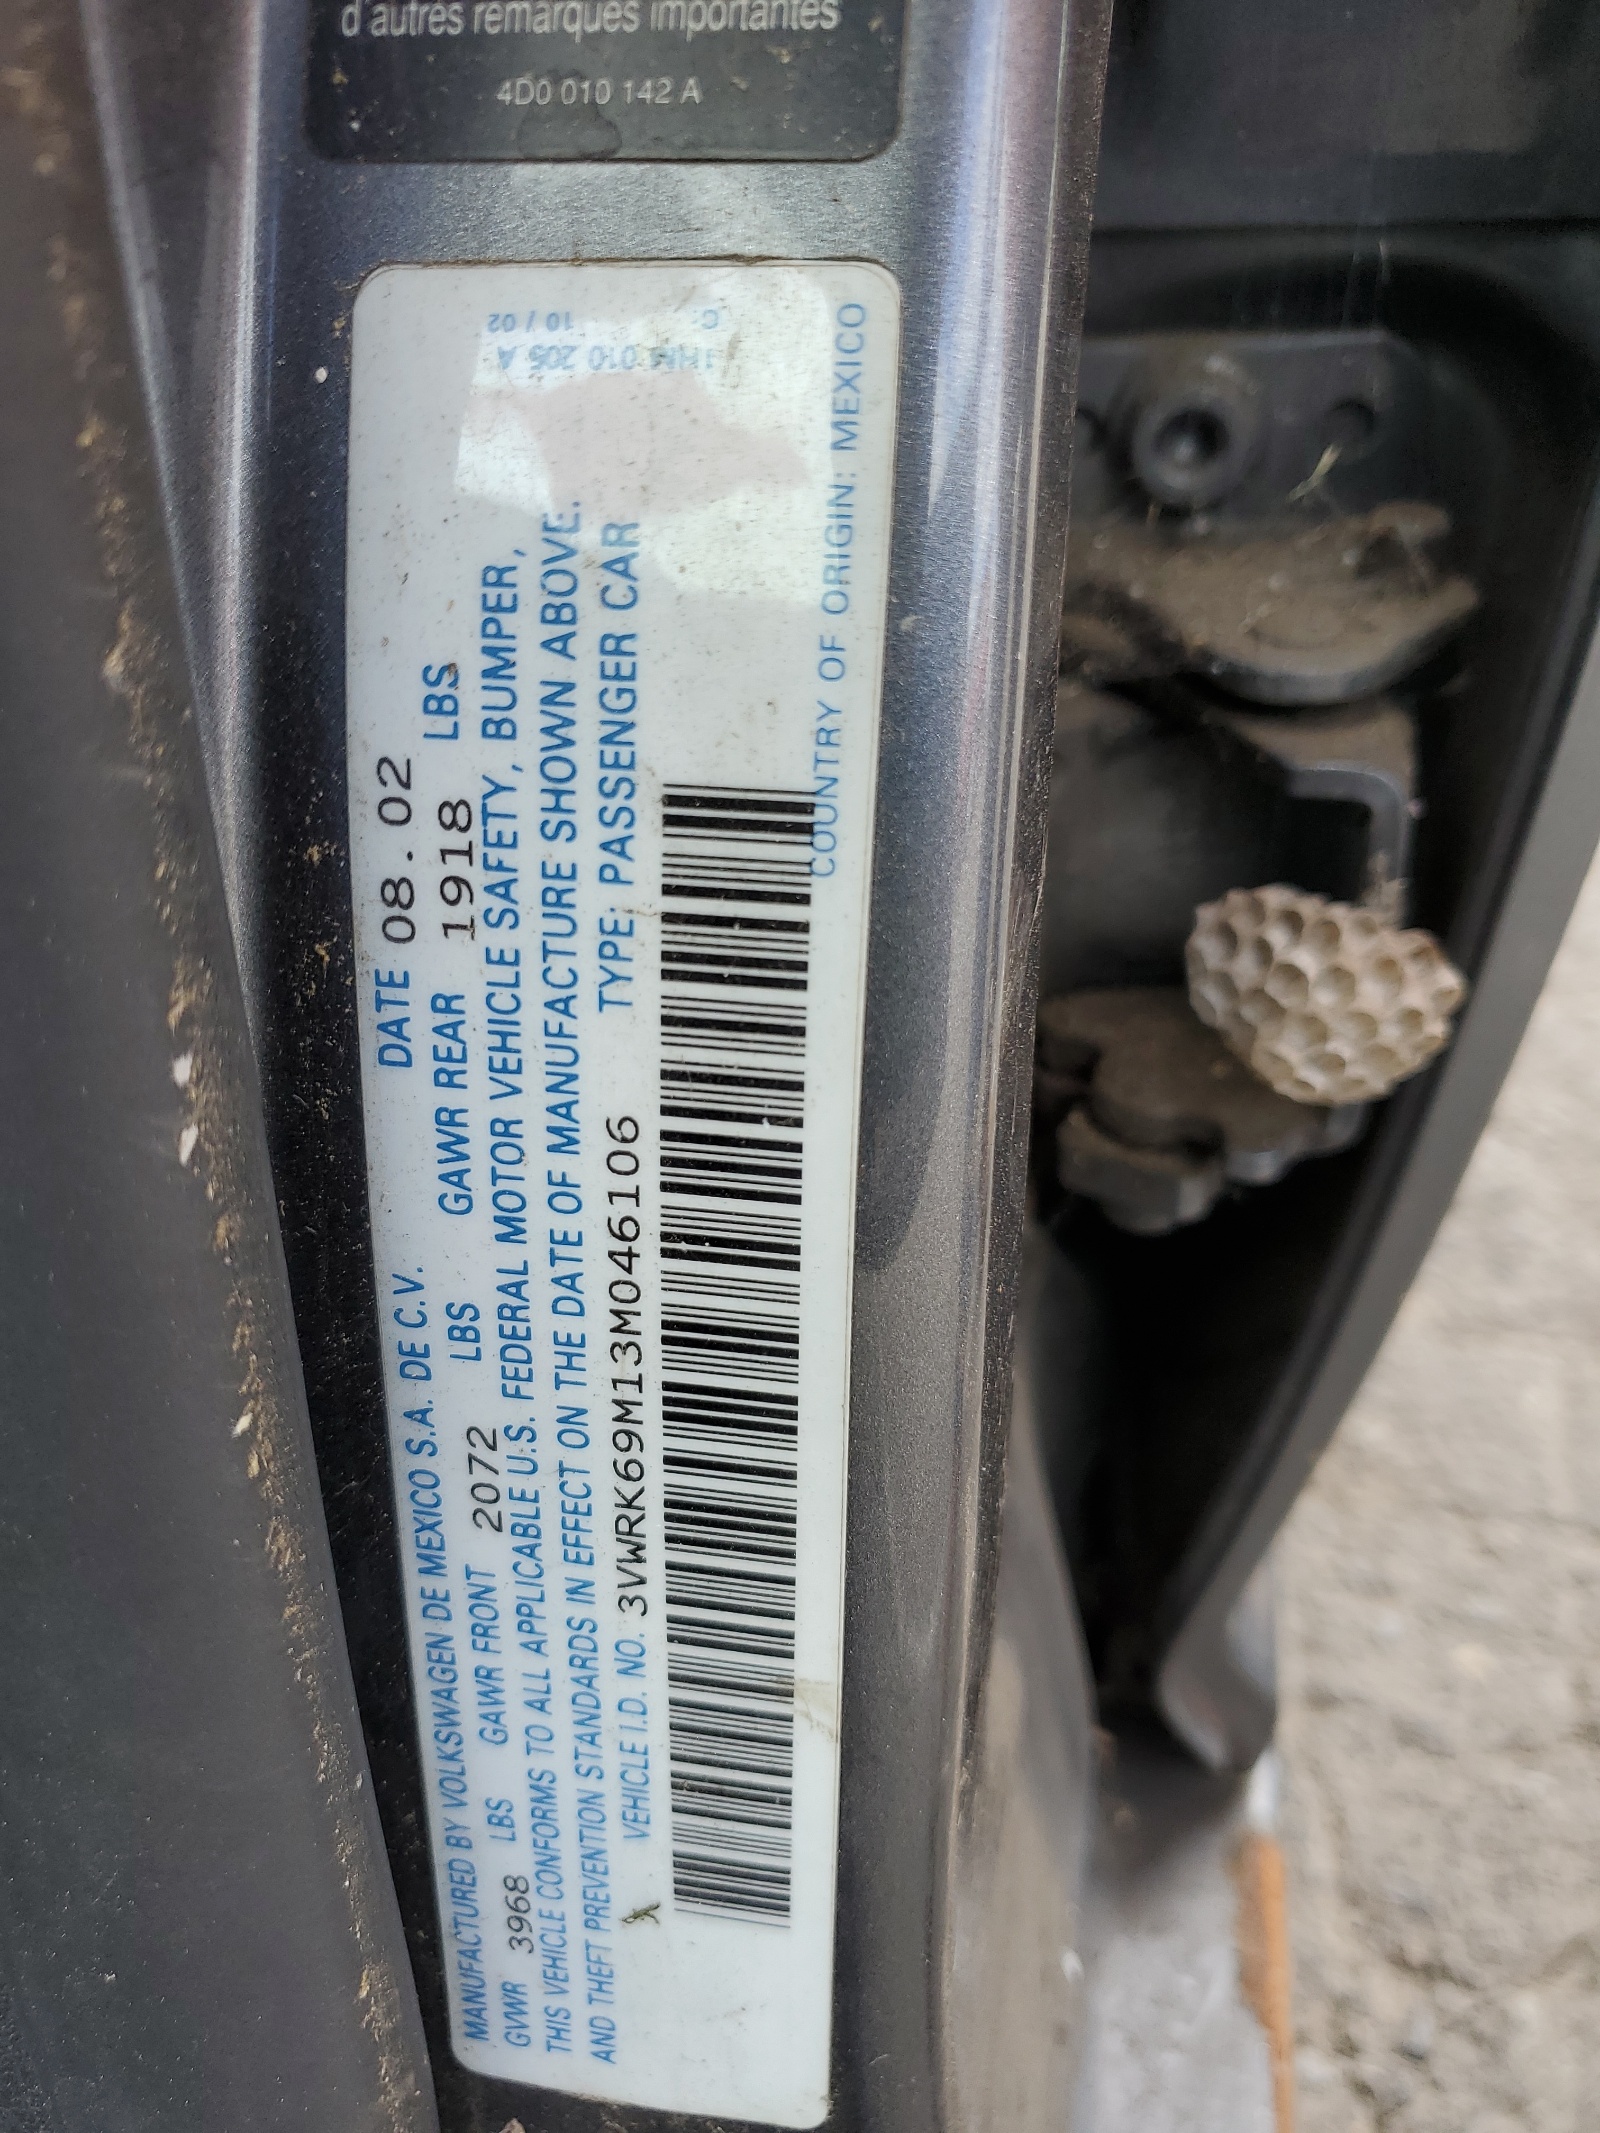 d'autres remarques importantes
4D0 010 142 A
MANUFACTURED BY VOLKSWAGEN DE MEXICO S.A. DE C.V. DATE 08.02
GVWR 3968 LBS GAWR FRONT 2072 LBS GAWR REAR 1918 LBS
THIS VEHICLE CONFORMS TO ALL APPLICABLE U.S. FEDERAL MOTOR VEHICLE SAFETY, BUMPER,
AND THEFT PREVENTION STANDARDS IN EFFECT ON THE DATE OF MANUFACTURE SHOWN ABOVE.
VEHICLE I.D. NO. 3VWRK69M13M046106 TYPE: PASSENGER CAR
COUNTRY OF ORIGIN: MEXICO
010 205 A
10 / 02